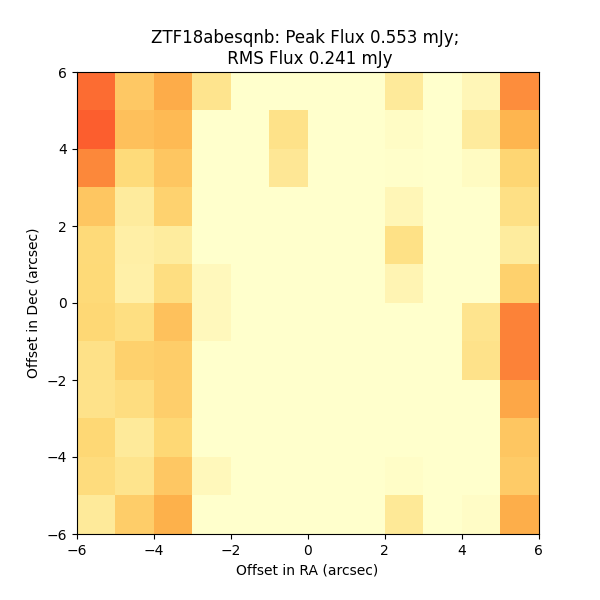 ZTF18abesqnb: Peak Flux 0.553 mJy;
RMS Flux 0.241 mJy
6
4
2
0
−2
−4
−6
Offset in Dec (arcsec)
−6 −4 −2 0 2 4 6
Offset in RA (arcsec)